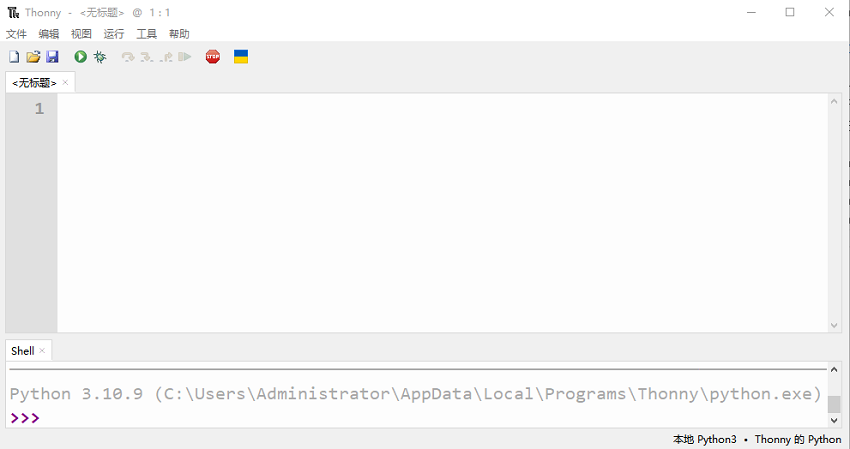 Thonny - <无标题> @ 1 : 1
文件 编辑 视图 运行 工具 帮助
STOP
<无标题> ×
1
Shell ×
Python 3.10.9 (C:\Users\Administrator\AppData\Local\Programs\Thonny\python.exe)
>>>
本地 Python3 • Thonny 的 Python